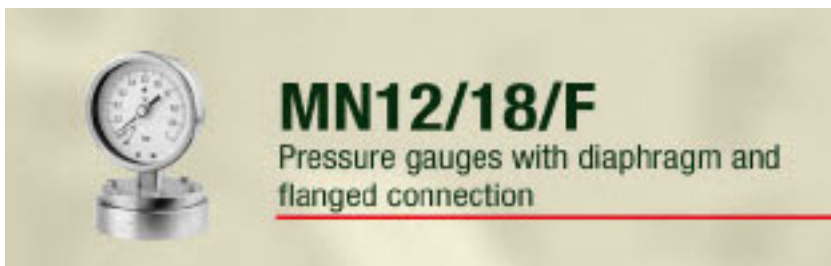 MN12/18/F
Pressure gauges with diaphragm and
flanged connection